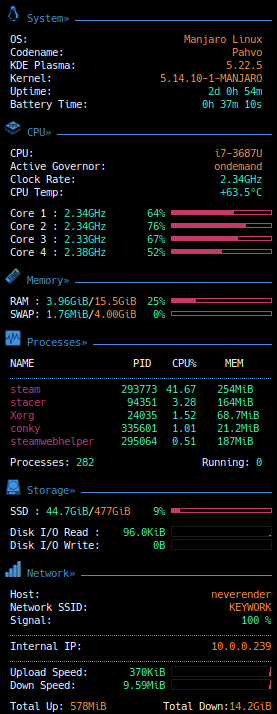 System»
OS: Manjaro Linux
Codename: Pahvo
KDE Plasma: 5.22.5
Kernel: 5.14.10-1-MANJARO
Uptime: 2d 0h 54m
Battery Time: 0h 37m 10s
CPU»
CPU: i7-3687U
Active Governor: ondemand
Clock Rate: 2.34GHz
CPU Temp: +63.5°C
Core 1 : 2.34GHz 64%
Core 2 : 2.34GHz 76%
Core 3 : 2.33GHz 67%
Core 4 : 2.38GHz 52%
Memory»
RAM : 3.96GiB/15.5GiB 25%
SWAP: 1.76MiB/4.00GiB 0%
Processes»
NAME PID CPU% MEM
steam 293773 41.67 254MiB
stacer 94351 3.28 164MiB
Xorg 24035 1.52 68.7MiB
conky 335601 1.01 21.2MiB
steamwebhelper 295064 0.51 187MiB
Processes: 282 Running: 0
Storage»
SSD : 44.7GiB/477GiB 9%
Disk I/O Read : 96.0KiB
Disk I/O Write: 0B
Network»
Host: neverender
Network SSID: KEYWORK
Signal: 100 %
Internal IP: 10.0.0.239
Upload Speed: 370KiB
Down Speed: 9.59MiB
Total Up: 578MiB Total Down:14.2GiB